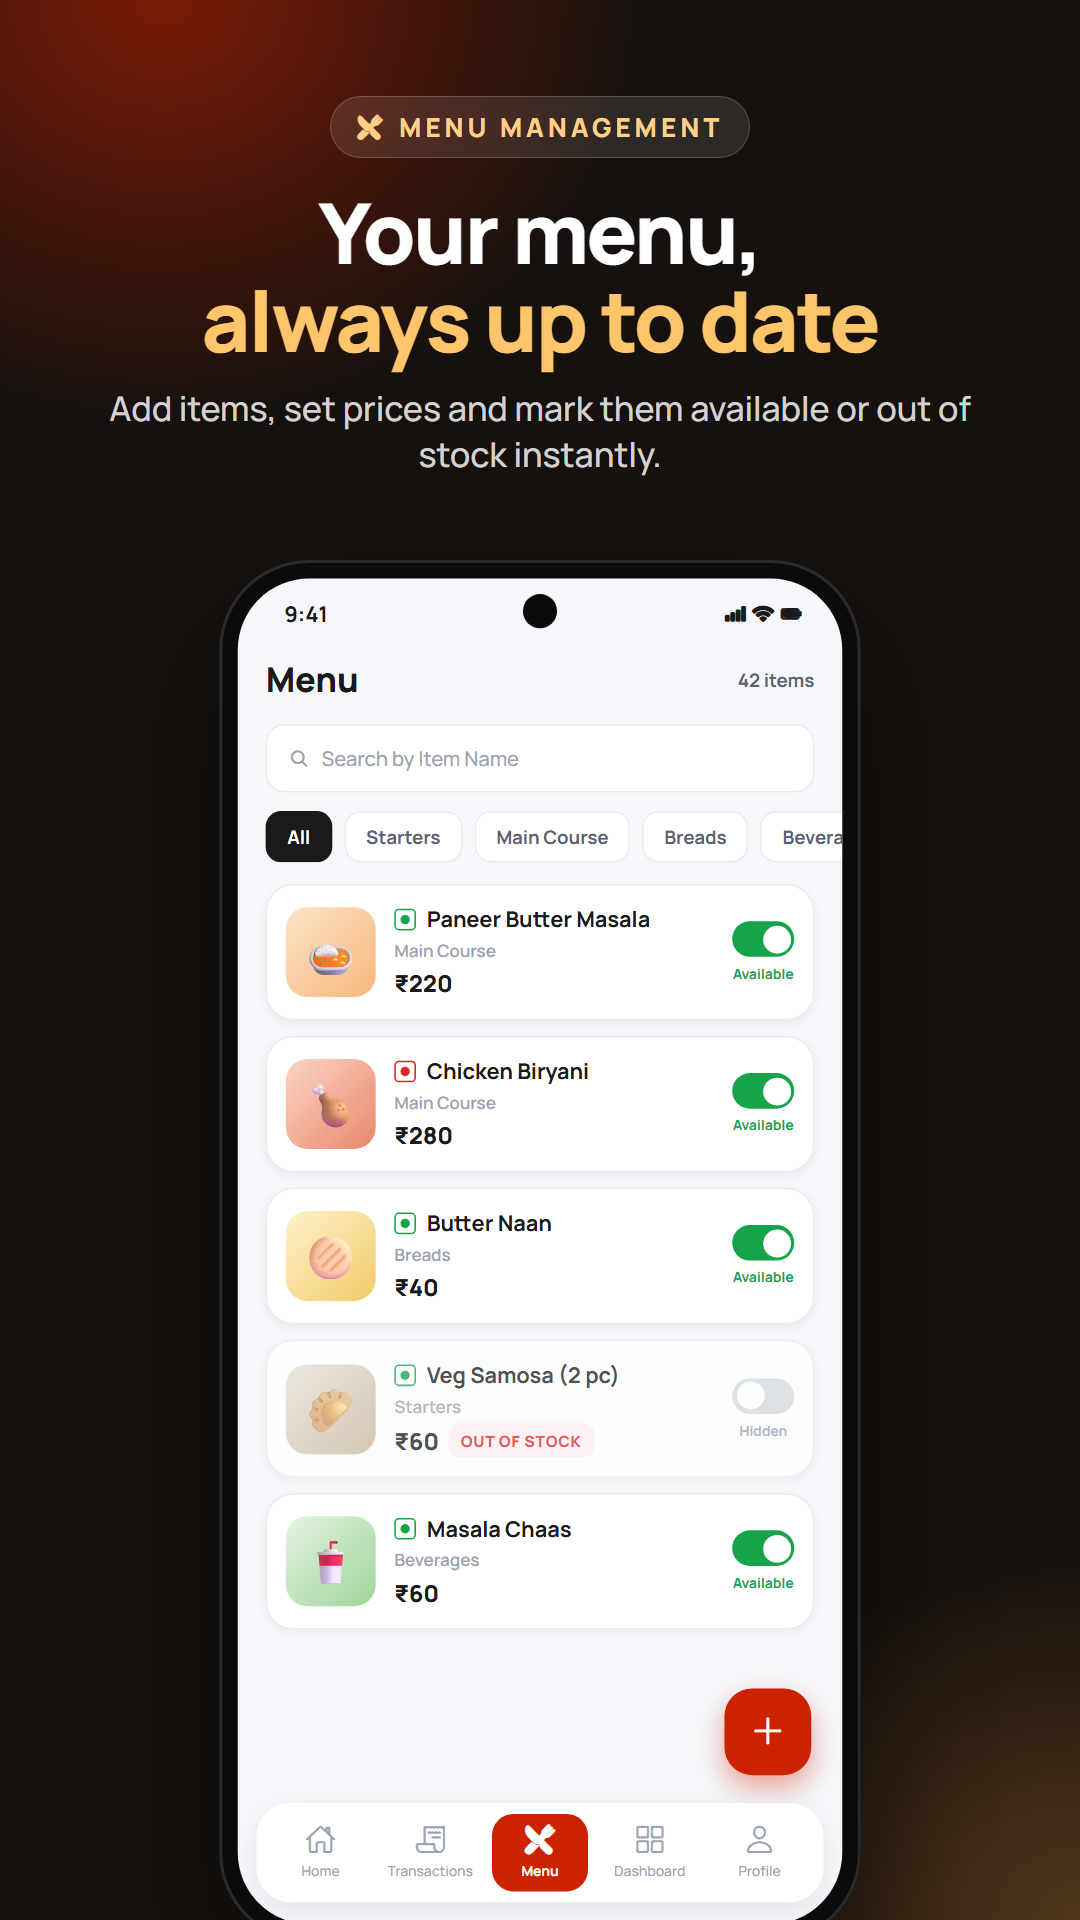 MENU MANAGEMENT
Your menu,
always up to date
Add items, set prices and mark them available or out of
stock instantly.
9:41
Menu
42 items
Search by Item Name
All
Starters
Main Course
Breads
Bevera
Paneer Butter Masala
Main Course
₹220
Available
Chicken Biryani
Main Course
₹280
Available
Butter Naan
Breads
₹40
Available
Veg Samosa (2 pc)
Starters
₹60
OUT OF STOCK
Hidden
Masala Chaas
Beverages
₹60
Available
Home
Transactions
Menu
Dashboard
Profile